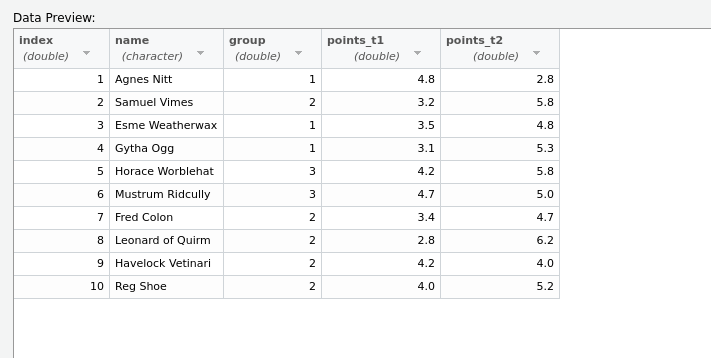 Data Preview:
index name group points_t1 points_t2
(double) (character) (double) (double) (double)
1 Agnes Nitt 1 4.8 2.8
2 Samuel Vimes 2 3.2 5.8
3 Esme Weatherwax 1 3.5 4.8
4 Gytha Ogg 1 3.1 5.3
5 Horace Worblehat 3 4.2 5.8
6 Mustrum Ridcully 3 4.7 5.0
7 Fred Colon 2 3.4 4.7
8 Leonard of Quirm 2 2.8 6.2
9 Havelock Vetinari 2 4.2 4.0
10 Reg Shoe 2 4.0 5.2